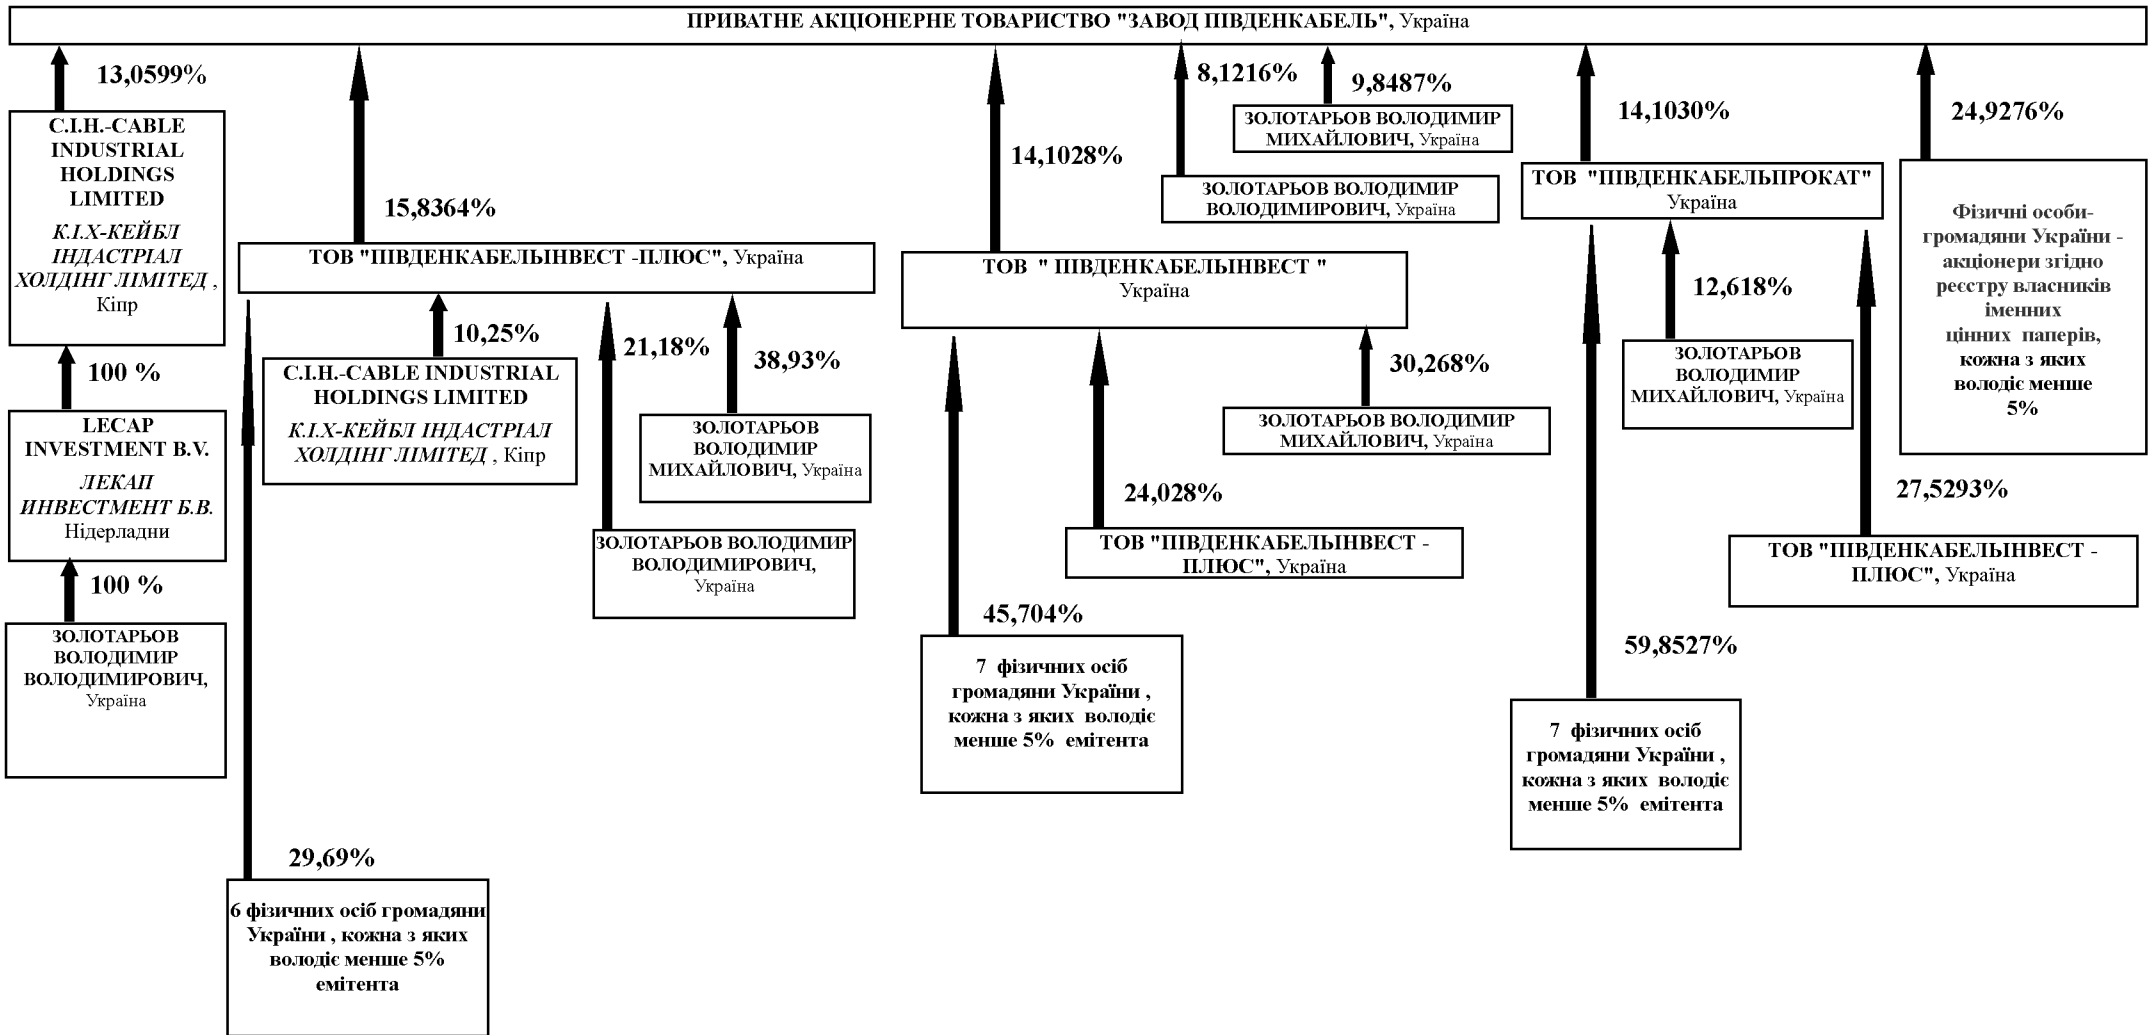 ПРИВАТНЕ АКЦІОНЕРНЕ ТОВАРИСТВО "ЗАВОД ПІВДЕНКАБЕЛЬ", Україна
13,0599%
C.I.H.-CABLE
INDUSTRIAL
HOLDINGS
LIMITED
К.І.Х-КЕЙБЛ
ІНДАСТРІАЛ
ХОЛДІНГ ЛІМІТЕД ,
Кіпр
100 %
LECAP
INVESTMENT B.V.
ЛЕКАП
ИНВЕСТМЕНТ Б.В.
Нідерладни
100 %
ЗОЛОТАРЬОВ
ВОЛОДИМИР
ВОЛОДИМИРОВИЧ,
Україна
15,8364%
ТОВ "ПІВДЕНКАБЕЛЬІНВЕСТ -ПЛЮС", Україна
10,25%
C.I.H.-CABLE INDUSTRIAL
HOLDINGS LIMITED
К.І.Х-КЕЙБЛ ІНДАСТРІАЛ
ХОЛДІНГ ЛІМІТЕД , Кіпр
21,18%
38,93%
ЗОЛОТАРЬОВ
ВОЛОДИМИР
МИХАЙЛОВИЧ, Україна
ЗОЛОТАРЬОВ ВОЛОДИМИР
ВОЛОДИМИРОВИЧ,
Україна
29,69%
6 фізичних осіб громадяни
України , кожна з яких
володіє менше 5%
емітента
14,1028%
ТОВ " ПІВДЕНКАБЕЛЬІНВЕСТ "
Україна
8,1216%
ЗОЛОТАРЬОВ ВОЛОДИМИР
ВОЛОДИМИРОВИЧ, Україна
9,8487%
ЗОЛОТАРЬОВ ВОЛОДИМИР
МИХАЙЛОВИЧ, Україна
30,268%
ЗОЛОТАРЬОВ ВОЛОДИМИР
МИХАЙЛОВИЧ, Україна
24,028%
ТОВ "ПІВДЕНКАБЕЛЬІНВЕСТ -
ПЛЮС", Україна
45,704%
7 фізичних осіб
громадяни України ,
кожна з яких володіє
менше 5% емітента
14,1030%
ТОВ "ПІВДЕНКАБЕЛЬПРОКАТ"
Україна
12,618%
ЗОЛОТАРЬОВ
ВОЛОДИМИР
МИХАЙЛОВИЧ, Україна
27,5293%
ТОВ "ПІВДЕНКАБЕЛЬІНВЕСТ -
ПЛЮС", Україна
59,8527%
7 фізичних осіб
громадяни України ,
кожна з яких володіє
менше 5% емітента
24,9276%
Фізичні особи-
громадяни України -
акціонери згідно
реєстру власників
іменних
цінних паперів,
кожна з яких
володіє менше
5%